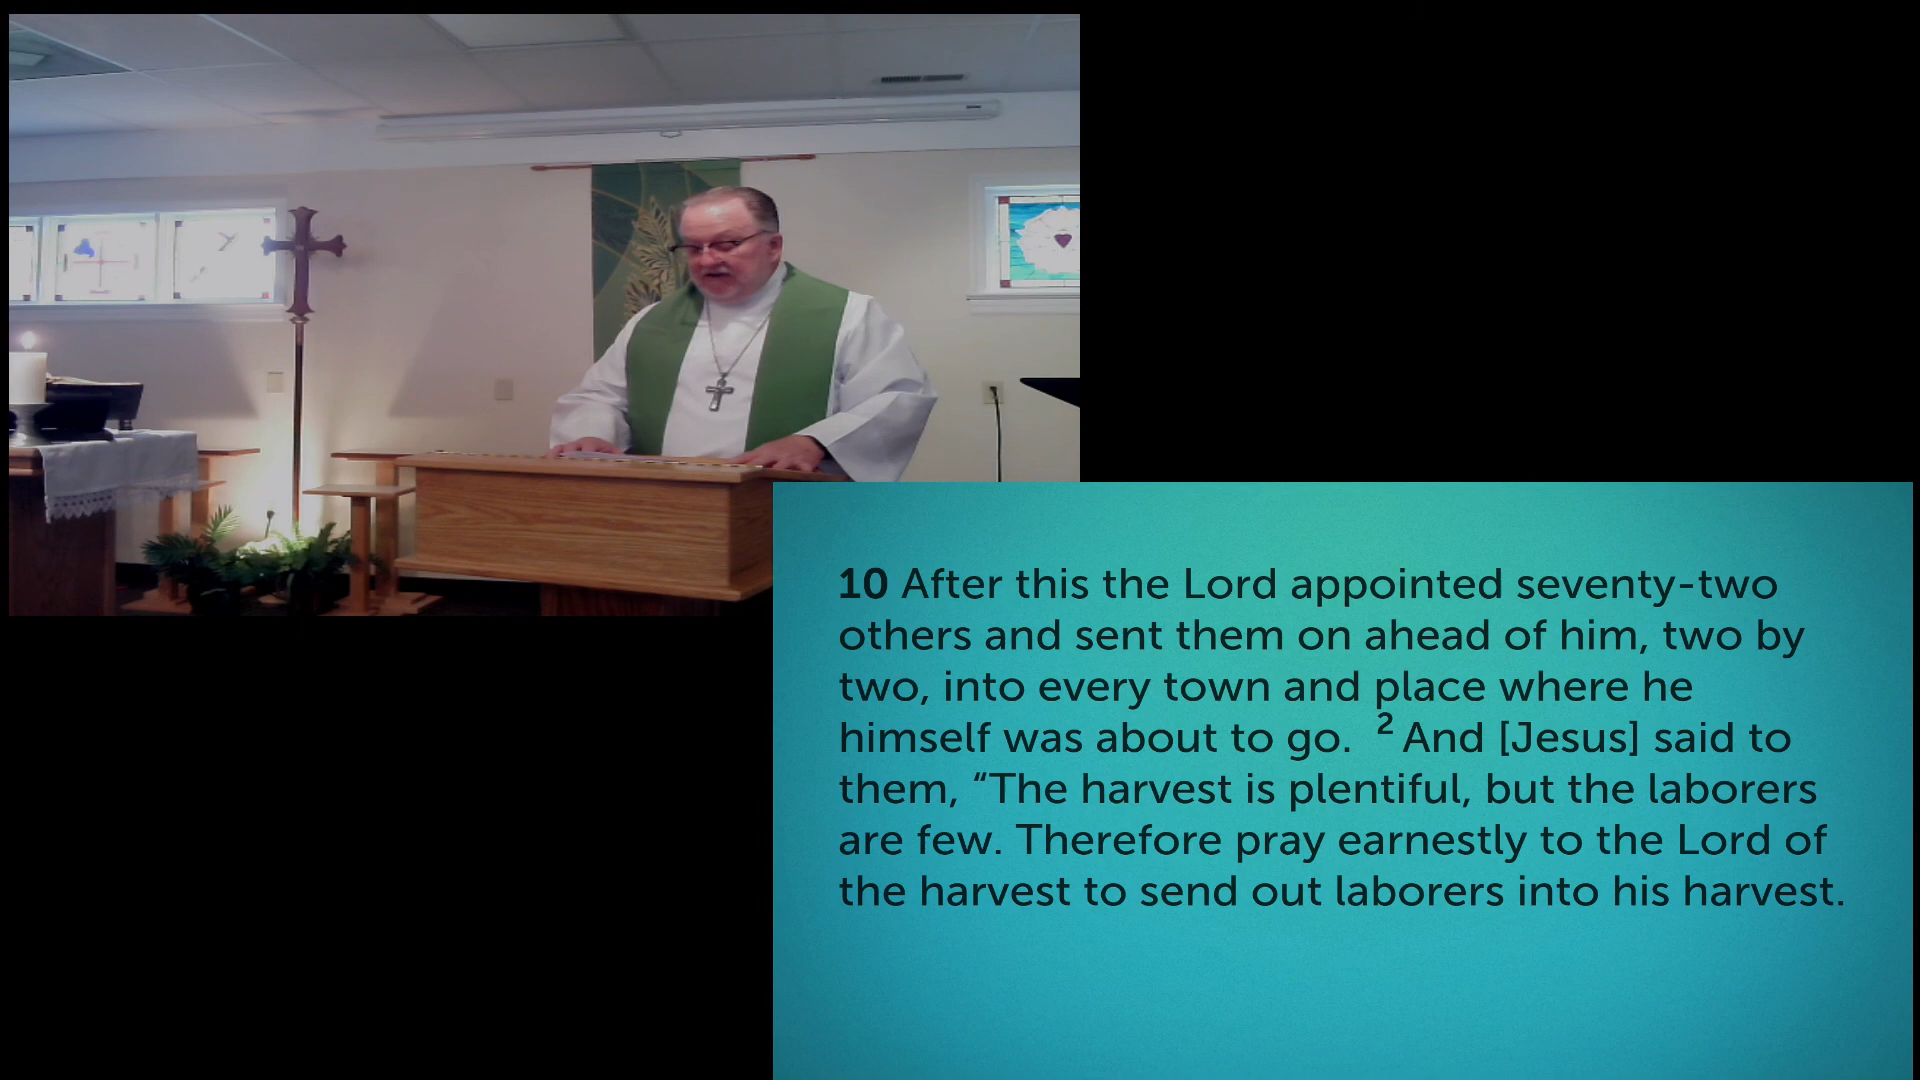 10 After this the Lord appointed seventy-two
others and sent them on ahead of him, two by
two, into every town and place where he
himself was about to go. ² And [Jesus] said to
them, “The harvest is plentiful, but the laborers
are few. Therefore pray earnestly to the Lord of
the harvest to send out laborers into his harvest.